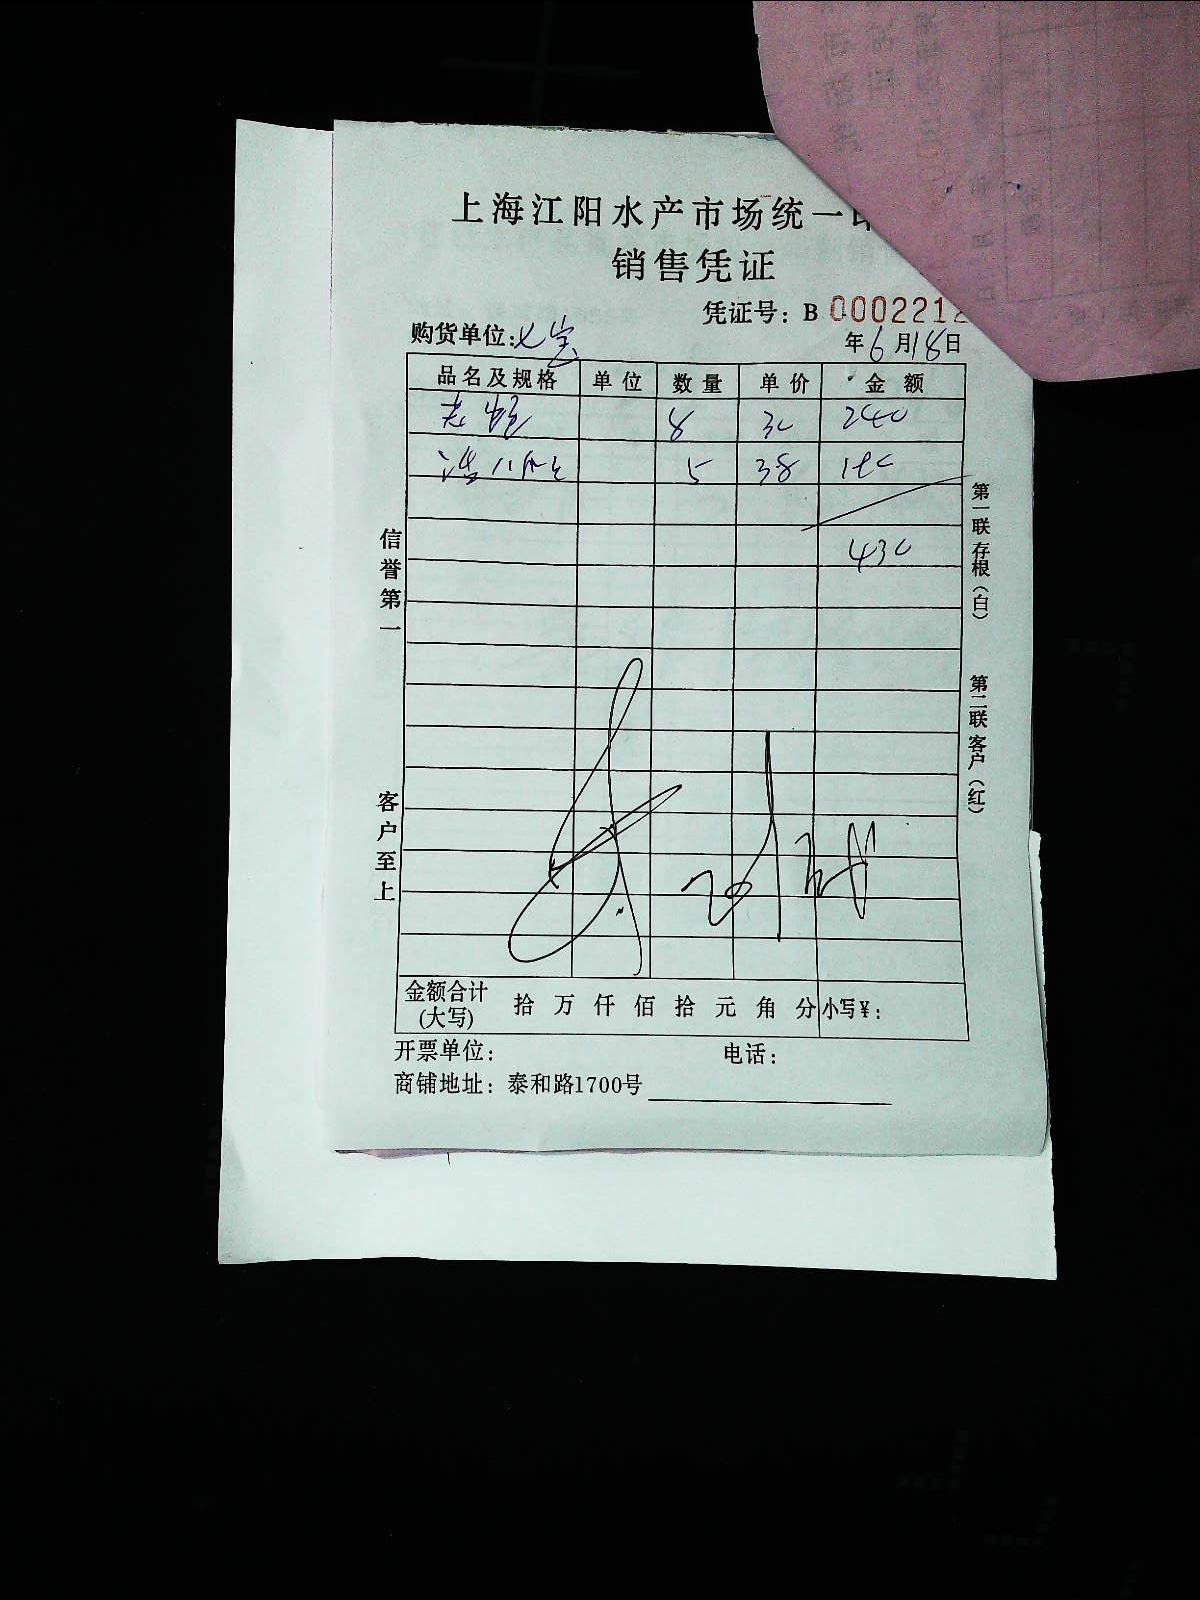 上海江阳水产市场统一
销售凭证
凭证号：B 0002212
购货单位：七宝 年6月18日
品名及规格 单位 数量 单价 金额
8 30 240
5 38 190
430
信誉第一
客户至上
第一联存根（白）
第二联客户（红）
金额合计(大写) 拾万仟佰拾元角分 小写¥：
开票单位： 电话：
商铺地址：泰和路1700号